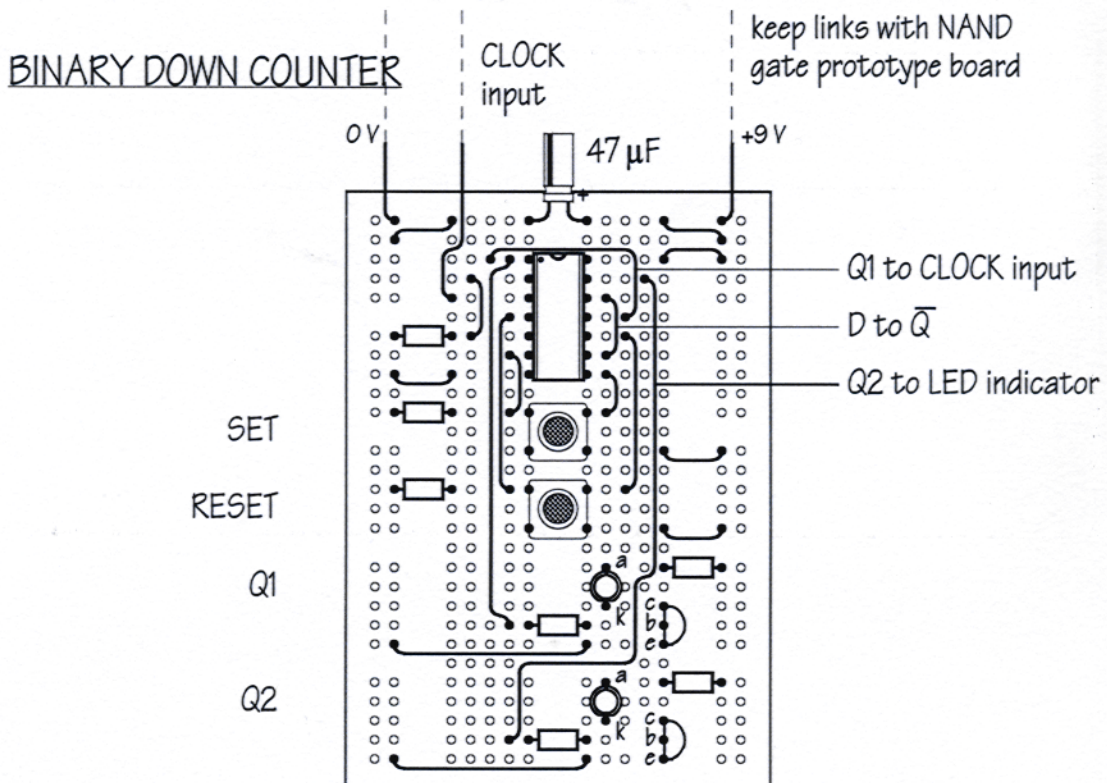 BINARY DOWN COUNTER
CLOCK
input
keep links with NAND
gate prototype board
0 V
47 µF
+9 V
+
Q1 to CLOCK input
D to Q̅
Q2 to LED indicator
SET
RESET
Q1
a
k
c
b
e
Q2
a
k
c
b
e